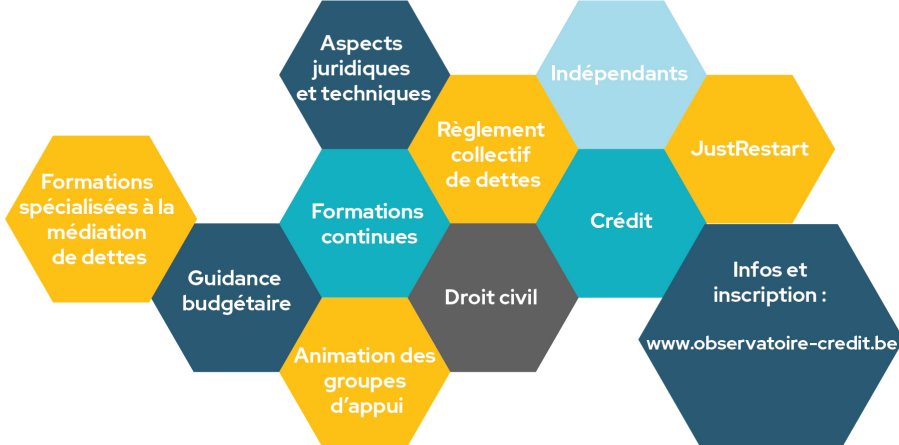 Aspects
juridiques
et techniques
Indépendants
Règlement
collectif
de dettes
JustRestart
Formations
spécialisées à la
médiation
de dettes
Formations
continues
Crédit
Guidance
budgétaire
Droit civil
Infos et
inscription :
www.observatoire-credit.be
Animation des
groupes
d’appui